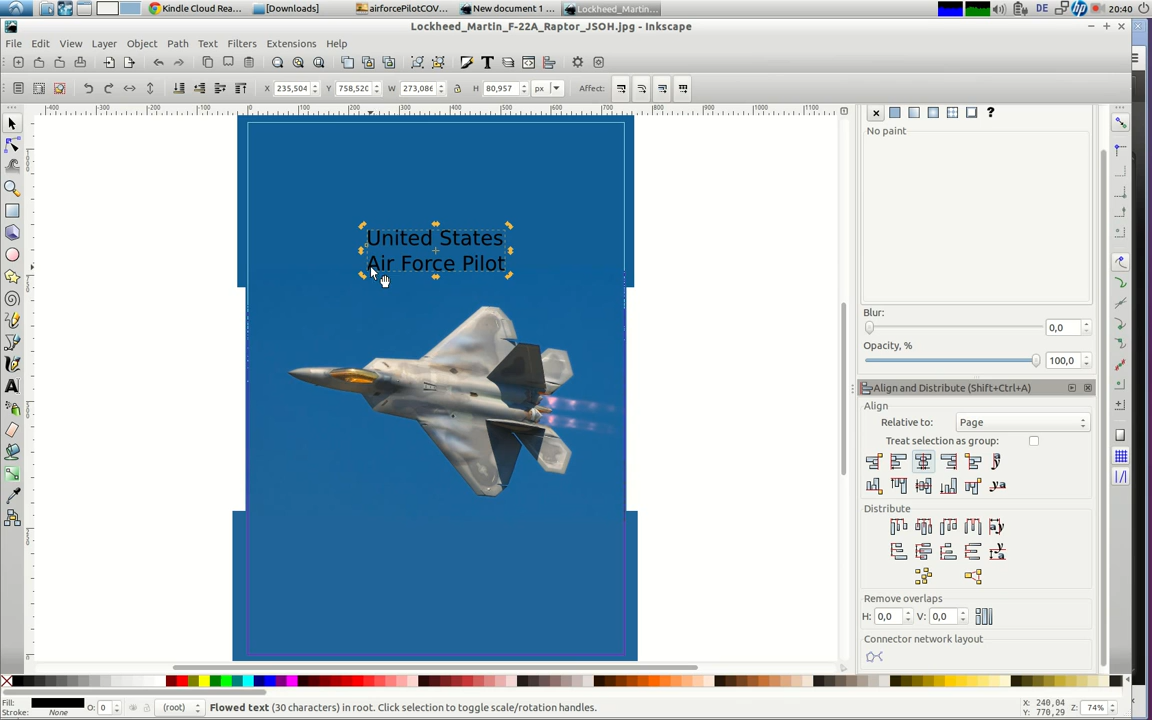 Kindle Cloud Rea...
[Downloads]
airforcePilotCOV...
New document 1 ...
Lockheed_Martin...
DE
20:40
Lockheed_Martin_F-22A_Raptor_JSOH.jpg - Inkscape
File Edit View Layer Object Path Text Filters Extensions Help
X 235,504 Y 758,520 W 273,086 H 80,957 px Affect:
No paint
United States
Air Force Pilot
Blur:
0,0
Opacity, %
100,0
Align and Distribute (Shift+Ctrl+A)
Align
Relative to: Page
Treat selection as group:
Distribute
Remove overlaps
H: 0,0 V: 0,0
Connector network layout
Fill:
Stroke: None
O: 0
(root)
Flowed text (30 characters) in root. Click selection to toggle scale/rotation handles.
X: 240,04
Y: 770,29
Z: 74%